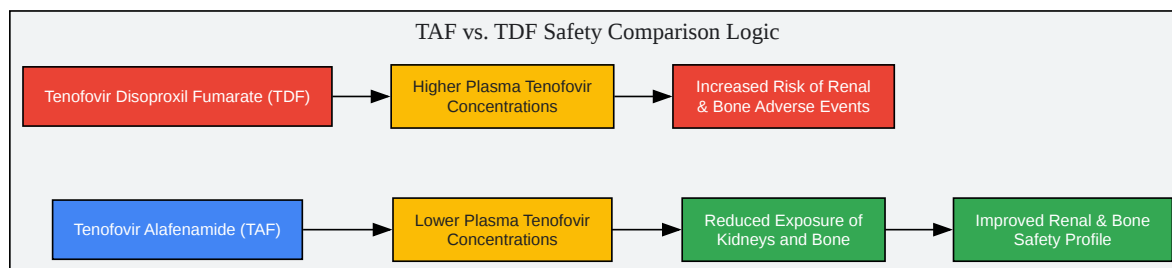 TAF vs. TDF Safety Comparison Logic
Tenofovir Disoproxil Fumarate (TDF)
Higher Plasma Tenofovir
Concentrations
Increased Risk of Renal
& Bone Adverse Events
Tenofovir Alafenamide (TAF)
Lower Plasma Tenofovir
Concentrations
Reduced Exposure of
Kidneys and Bone
Improved Renal & Bone
Safety Profile